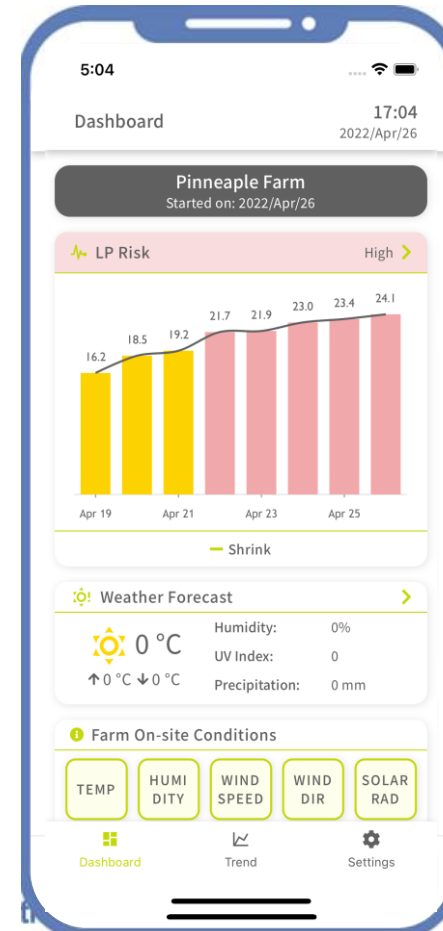 5:04
Dashboard
17:04
2022/Apr/26
Pinneaple Farm
Started on: 2022/Apr/26
LP Risk
High
16.2
18.5
19.2
21.7
21.9
23.0
23.4
24.1
Apr 19
Apr 21
Apr 23
Apr 25
Shrink
Weather Forecast
0 °C
↑0 °C ↓0 °C
Humidity: 0%
UV Index: 0
Precipitation: 0 mm
Farm On-site Conditions
TEMP
HUMI
DITY
WIND
SPEED
WIND
DIR
SOLAR
RAD
Dashboard
Trend
Settings